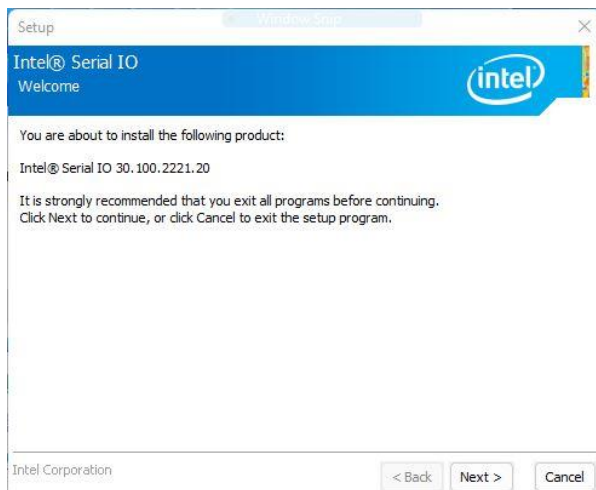 Window Snip
Setup
Intel® Serial IO
Welcome
intel
You are about to install the following product:
Intel® Serial IO 30.100.2221.20
It is strongly recommended that you exit all programs before continuing.
Click Next to continue, or click Cancel to exit the setup program.
Intel Corporation
< Back
Next >
Cancel